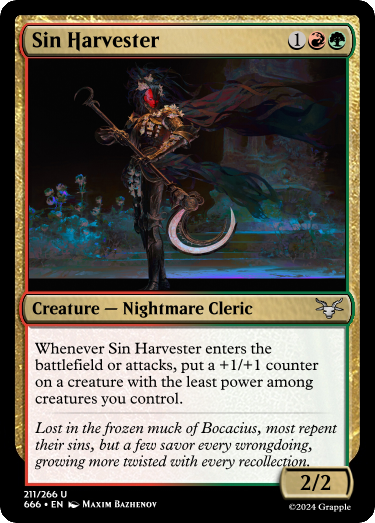 Sin Harvester 1
Creature — Nightmare Cleric
Whenever Sin Harvester enters the
battlefield or attacks, put a +1/+1 counter
on a creature with the least power among
creatures you control.
Lost in the frozen muck of Bocacius, most repent
their sins, but a few savor every wrongdoing,
growing more twisted with every recollection.
2/2
211/266 U
666 • EN Maxim Bazhenov
©2024 Grapple